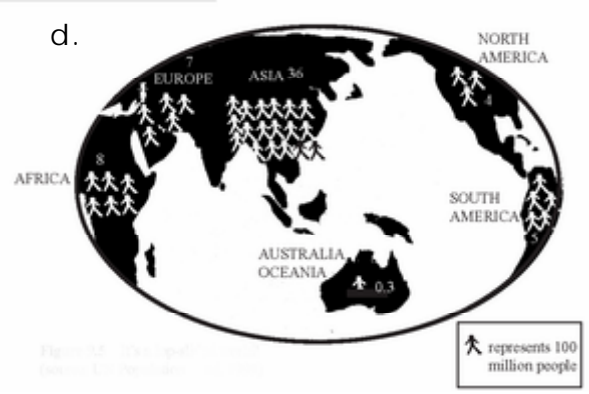 d.
NORTH
AMERICA
7
EUROPE
ASIA 36
4
8
AFRICA
SOUTH
AMERICA
5
AUSTRALIA
OCEANIA
0.3
represents 100
million people